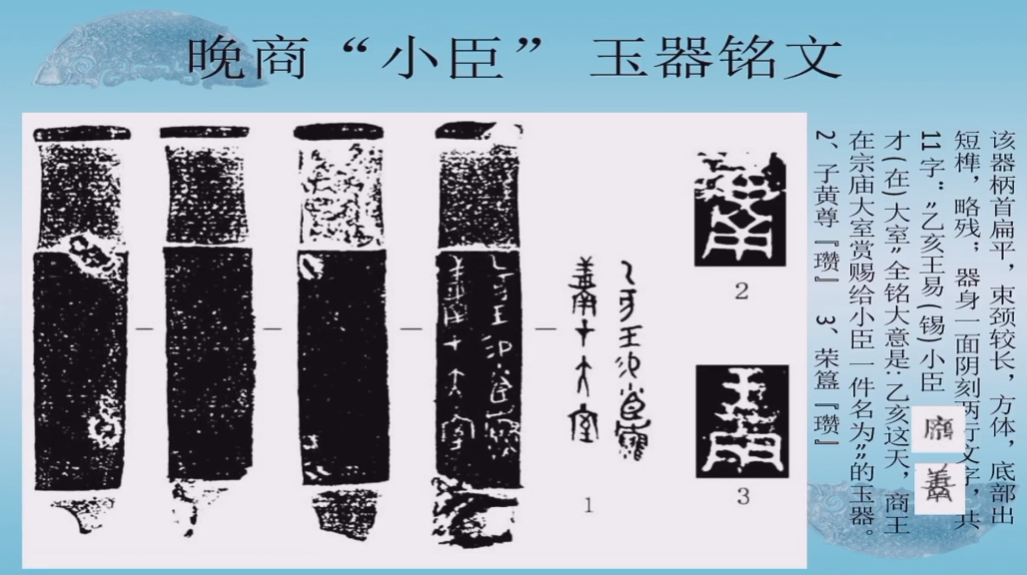 晚商“小臣”玉器铭文
该器柄首扁平，束颈较长，方体，底部出
短榫，略残；器身一面阴刻两行文字，共
11字：”乙亥王易(锡)小臣
才(在)大室”全铭大意是:乙亥这天，商王
在宗庙大室赏赐给小臣一件名为”的玉器。
2、子黄尊『瓒』 3、荣簋『瓒』
1
2
3